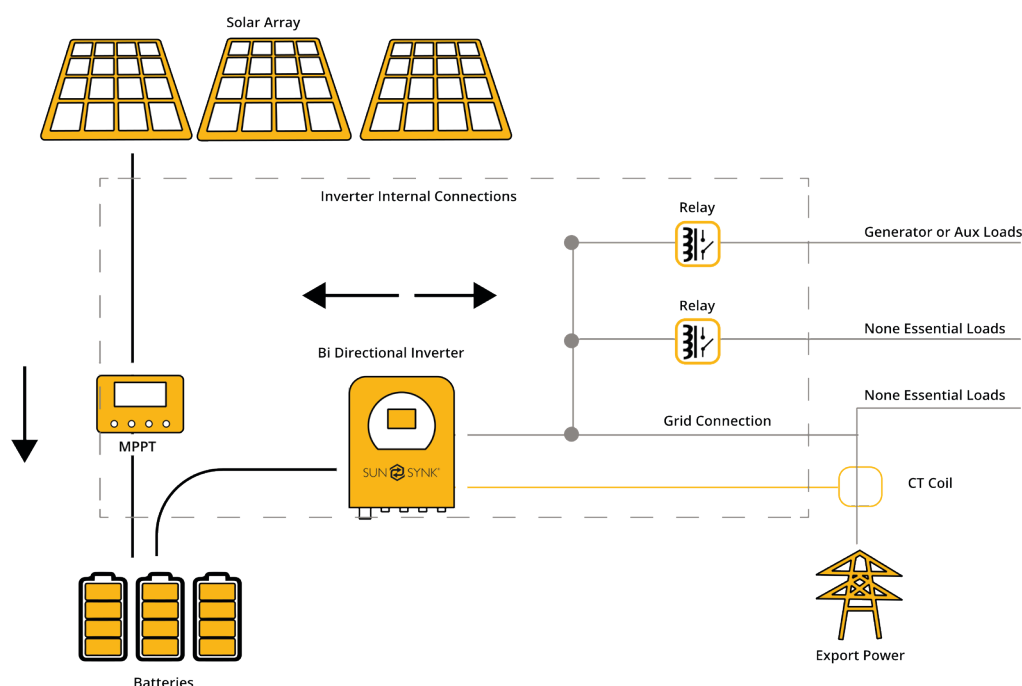 Solar Array
Inverter Internal Connections
Relay
Generator or Aux Loads
Relay
None Essential Loads
Bi Directional Inverter
None Essential Loads
Grid Connection
MPPT
SUN SYNK
CT Coil
Export Power
Batteries